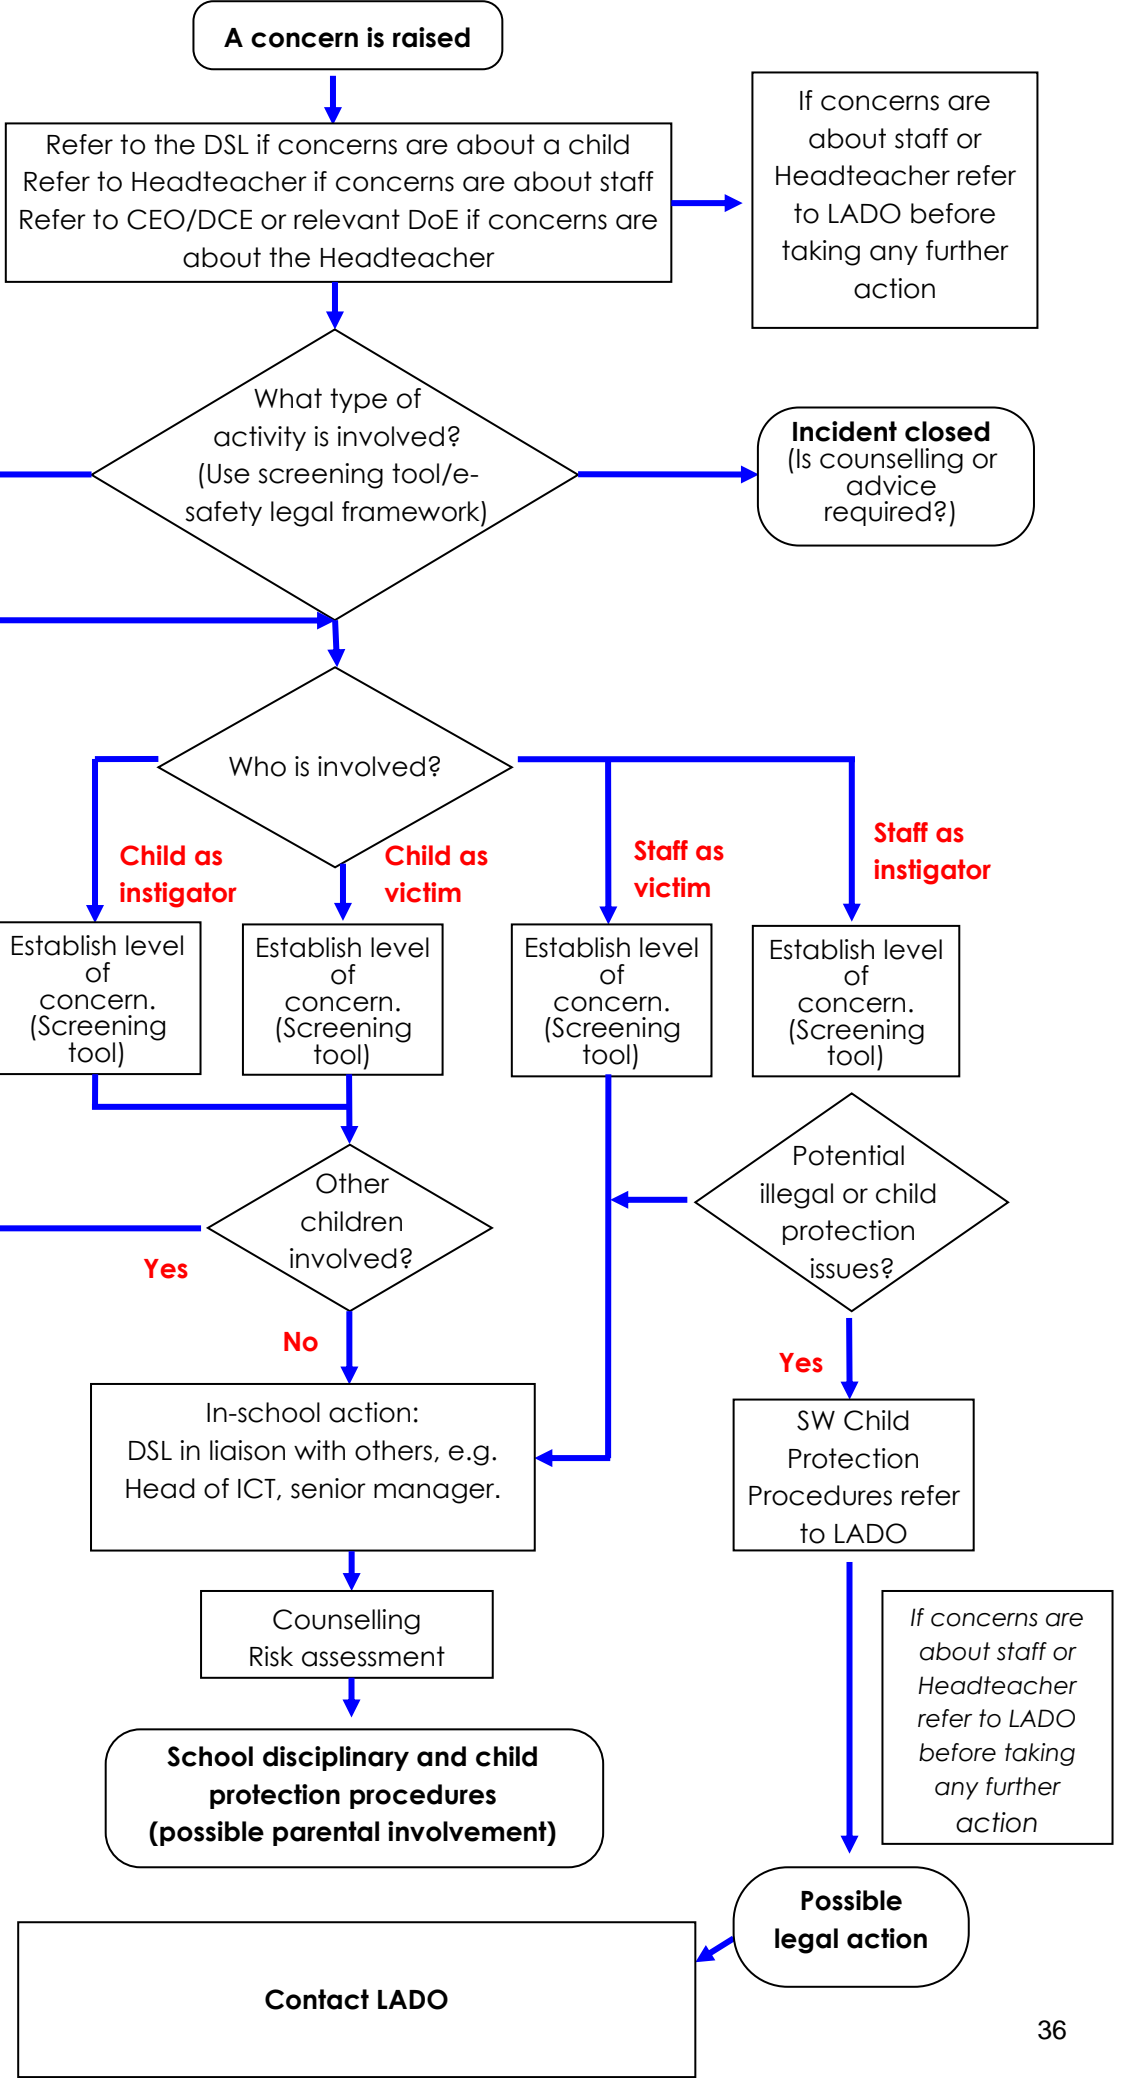 A concern is raised
Refer to the DSL if concerns are about a child
Refer to Headteacher if concerns are about staff
Refer to CEO/DCE or relevant DoE if concerns are
about the Headteacher
If concerns are
about staff or
Headteacher refer
to LADO before
taking any further
action
What type of
activity is involved?
(Use screening tool/e-
safety legal framework)
Incident closed
(Is counselling or
advice
required?)
Who is involved?
Child as
instigator
Child as
victim
Staff as
victim
Staff as
instigator
Establish level
of
concern.
(Screening
tool)
Establish level
of
concern.
(Screening
tool)
Establish level
of
concern.
(Screening
tool)
Establish level
of
concern.
(Screening
tool)
Other
children
involved?
Potential
illegal or child
protection
issues?
Yes
No
Yes
In-school action:
DSL in liaison with others, e.g.
Head of ICT, senior manager.
SW Child
Protection
Procedures refer
to LADO
Counselling
Risk assessment
If concerns are
about staff or
Headteacher
refer to LADO
before taking
any further
action
School disciplinary and child
protection procedures
(possible parental involvement)
Possible
legal action
Contact LADO
36